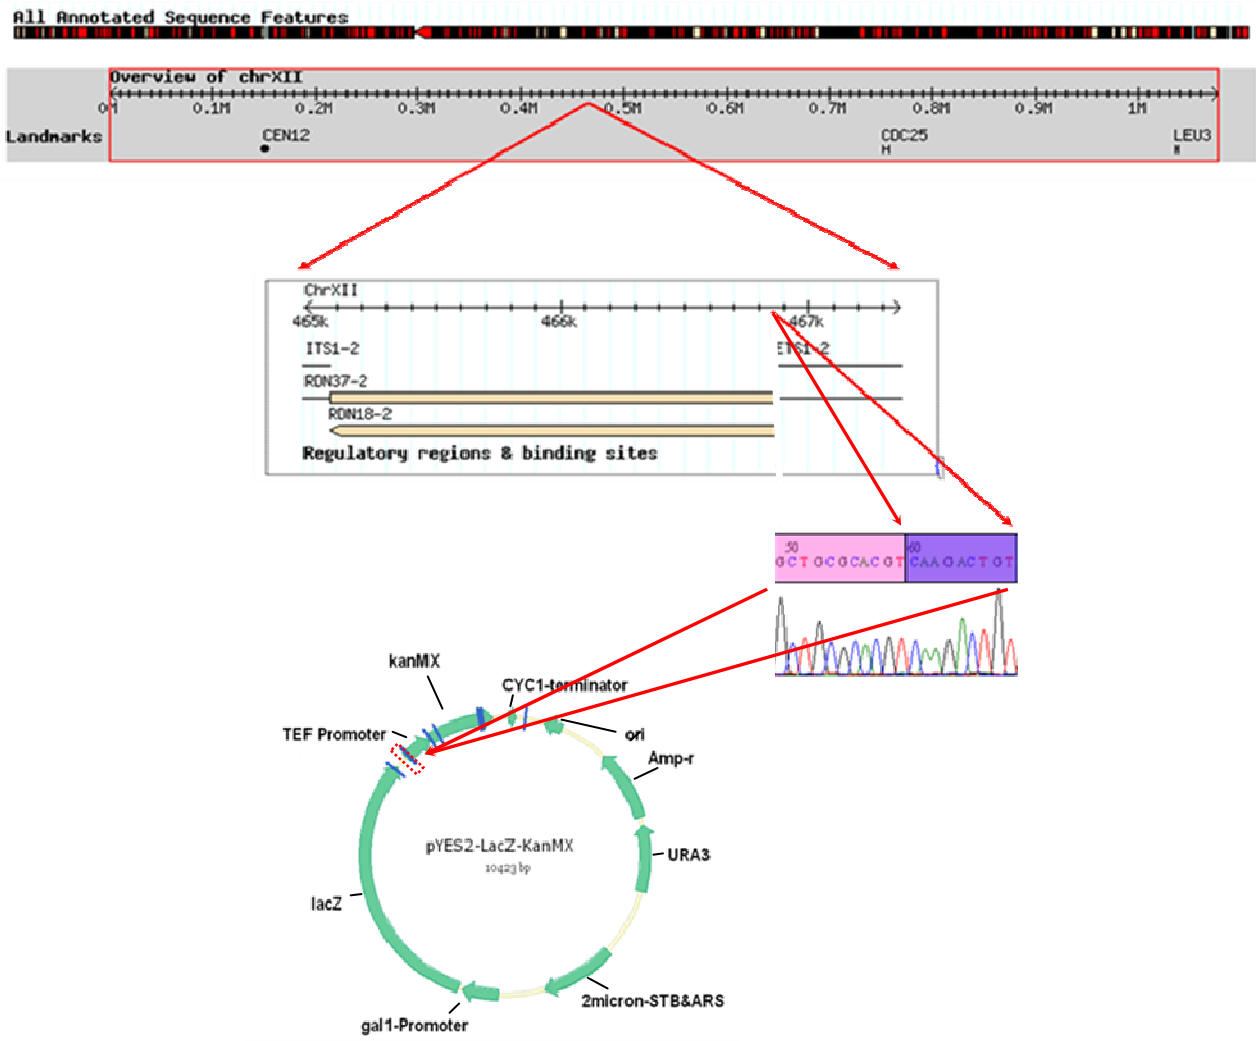 All Annotated Sequence Features
Overview of chrXII
0M 0.1M 0.2M 0.3M 0.4M 0.5M 0.6M 0.7M 0.8M 0.9M 1M
Landmarks
CEN12 CDC25 LEU3
ChrXII
465k 466k 467k
ITS1-2 ETS1-2
RDN37-2
RDN18-2
Regulatory regions & binding sites
50 60
GCTGCGCACGTCAAGACTGT
kanMX
CYC1-terminator
TEF Promoter
ori
Amp-r
pYES2-LacZ-KanMX
10423 bp
URA3
lacZ
2micron-STB&ARS
gal1-Promoter